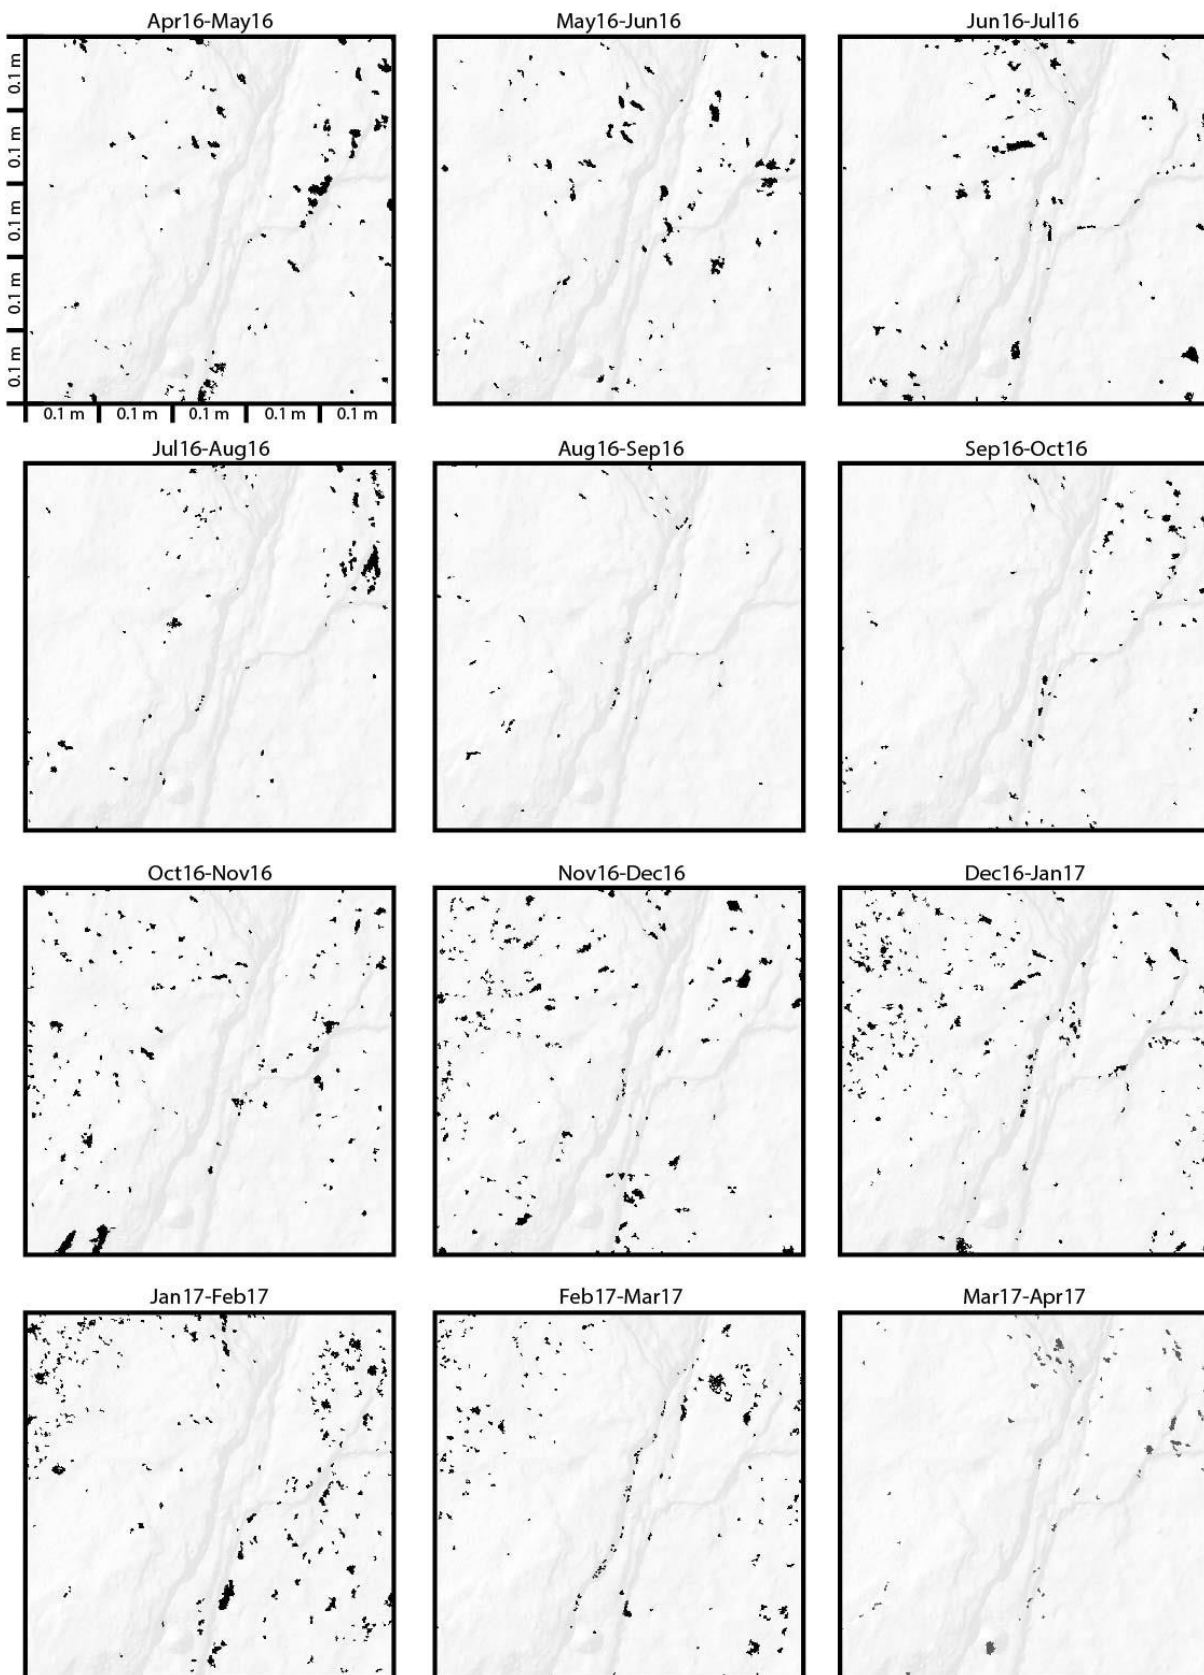 Apr16-May16 May16-Jun16 Jun16-Jul16
0.1 m
0.1 m
0.1 m
0.1 m
0.1 m
0.1 m 0.1 m 0.1 m 0.1 m 0.1 m
Jul16-Aug16 Aug16-Sep16 Sep16-Oct16
Oct16-Nov16 Nov16-Dec16 Dec16-Jan17
Jan17-Feb17 Feb17-Mar17 Mar17-Apr17